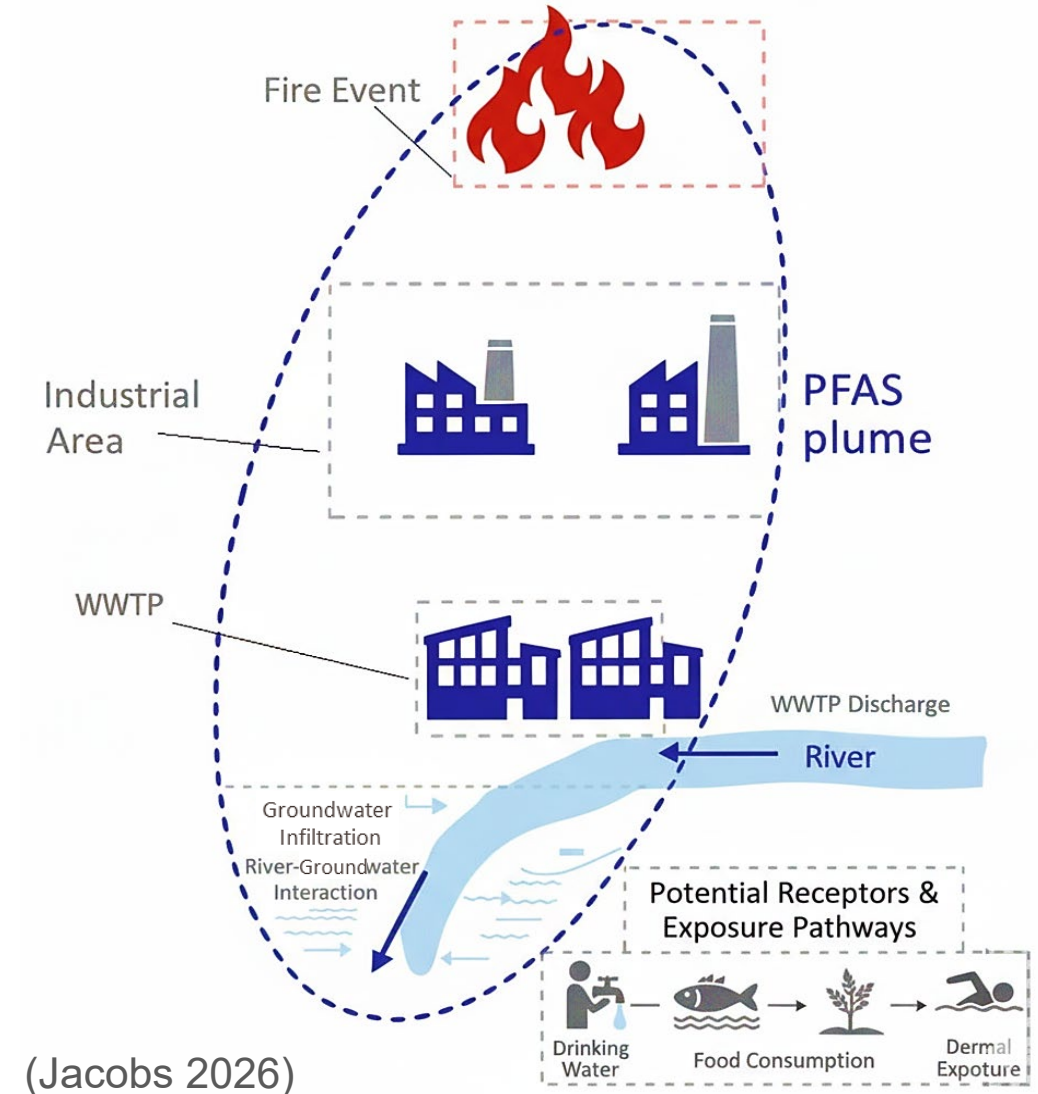 Fire Event
Industrial
Area
PFAS
plume
WWTP
WWTP Discharge
River
Groundwater
Infiltration
River-Groundwater
Interaction
Potential Receptors &
Exposure Pathways
Drinking
Water
Food Consumption
Dermal
Expoture
(Jacobs 2026)